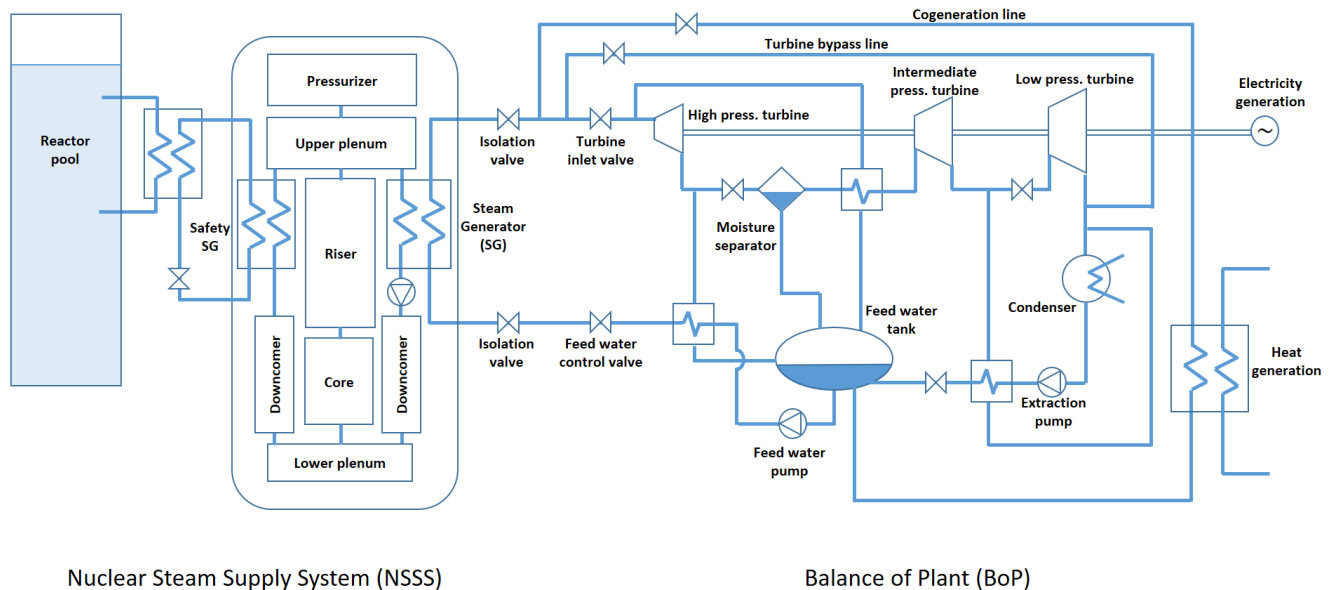 Cogeneration line
Turbine bypass line
Intermediate
press. turbine
Low press. turbine
Electricity
generation
~
High press. turbine
Pressurizer
Upper plenum
Reactor
pool
Isolation
valve
Turbine
inlet valve
Safety
SG
Steam
Generator
(SG)
Riser
Moisture
separator
Condenser
Feed water
tank
Isolation
valve
Feed water
control valve
Downcomer
Core
Downcomer
Heat
generation
Extraction
pump
Lower plenum
Feed water
pump
Nuclear Steam Supply System (NSSS)
Balance of Plant (BoP)